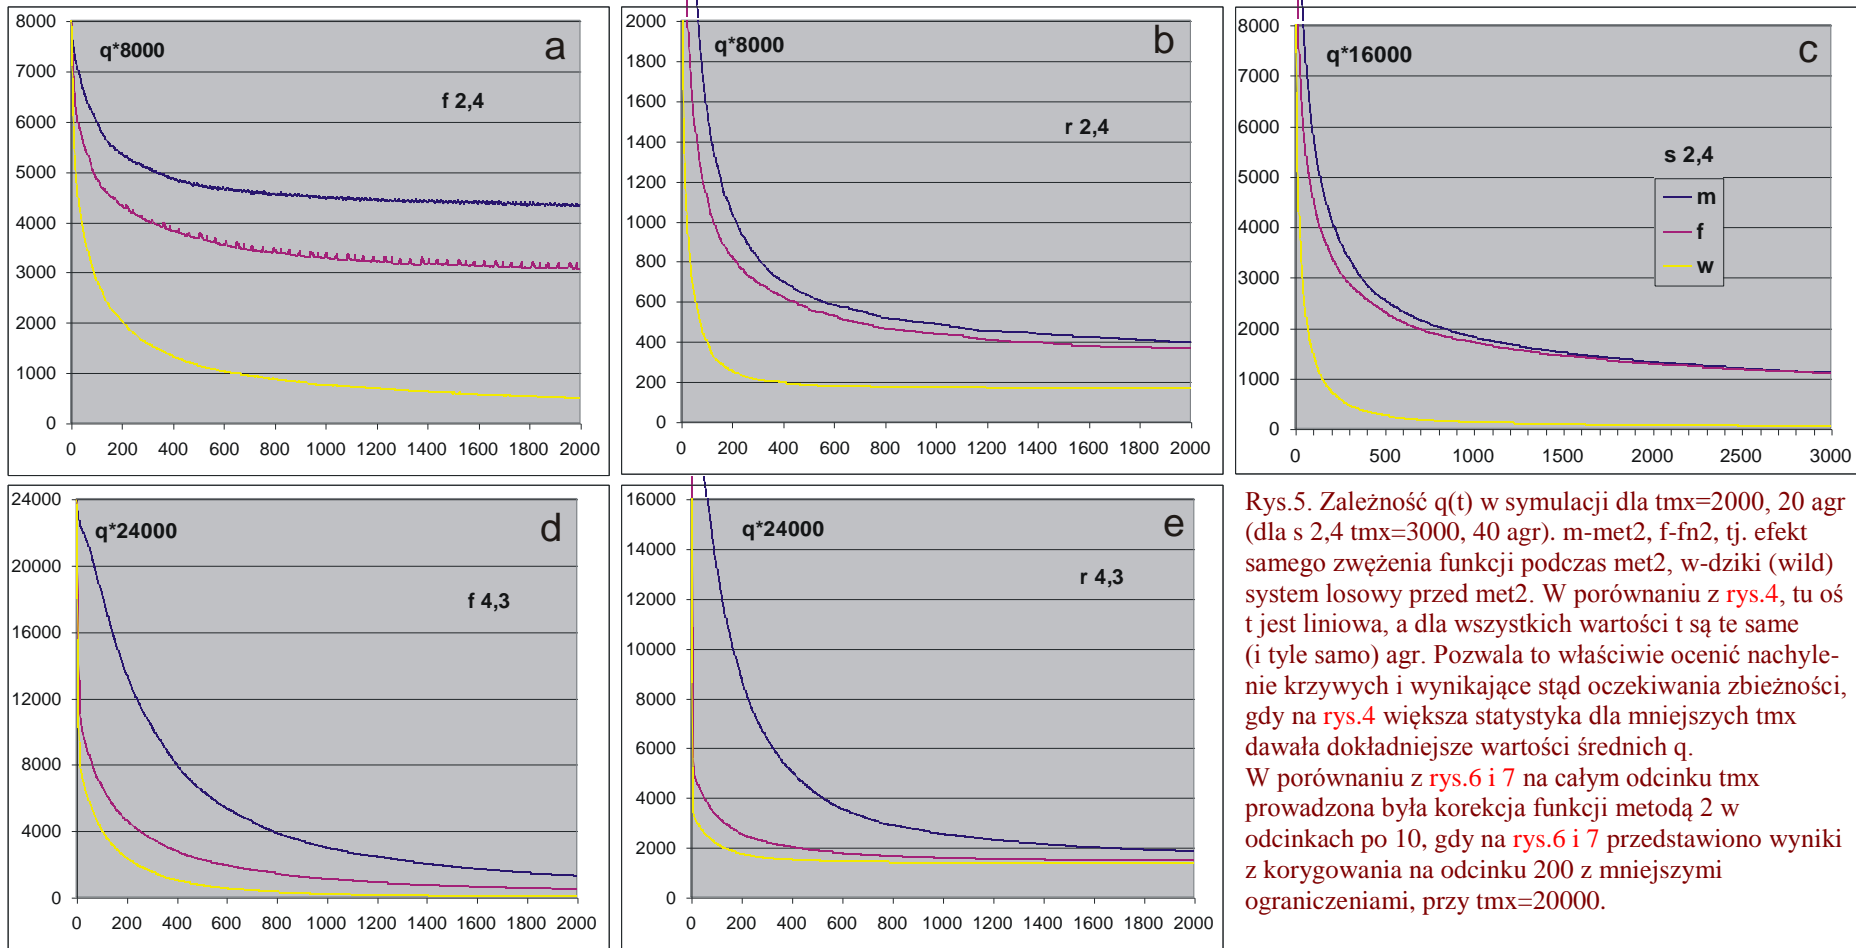 a
q*8000
f 2,4
8000
7000
6000
5000
4000
3000
2000
1000
0
0 200 400 600 800 1000 1200 1400 1600 1800 2000
b
q*8000
r 2,4
2000
1800
1600
1400
1200
1000
800
600
400
200
0
0 200 400 600 800 1000 1200 1400 1600 1800 2000
c
q*16000
s 2,4
m
f
w
8000
7000
6000
5000
4000
3000
2000
1000
0
0 500 1000 1500 2000 2500 3000
d
q*24000
f 4,3
24000
20000
16000
12000
8000
4000
0
0 200 400 600 800 1000 1200 1400 1600 1800 2000
e
q*24000
r 4,3
16000
14000
12000
10000
8000
6000
4000
2000
0
0 200 400 600 800 1000 1200 1400 1600 1800 2000
Rys.5. Zależność q(t) w symulacji dla tmx=2000, 20 agr
(dla s 2,4 tmx=3000, 40 agr). m-met2, f-fn2, tj. efekt
samego zwężenia funkcji podczas met2, w-dziki (wild)
system losowy przed met2. W porównaniu z rys.4, tu oś
t jest liniowa, a dla wszystkich wartości t są te same
(i tyle samo) agr. Pozwala to właściwie ocenić nachyle-
nie krzywych i wynikające stąd oczekiwania zbieżności,
gdy na rys.4 większa statystyka dla mniejszych tmx
dawała dokładniejsze wartości średnich q.
W porównaniu z rys.6 i 7 na całym odcinku tmx
prowadzona była korekcja funkcji metodą 2 w
odcinkach po 10, gdy na rys.6 i 7 przedstawiono wyniki
z korygowania na odcinku 200 z mniejszymi
ograniczeniami, przy tmx=20000.